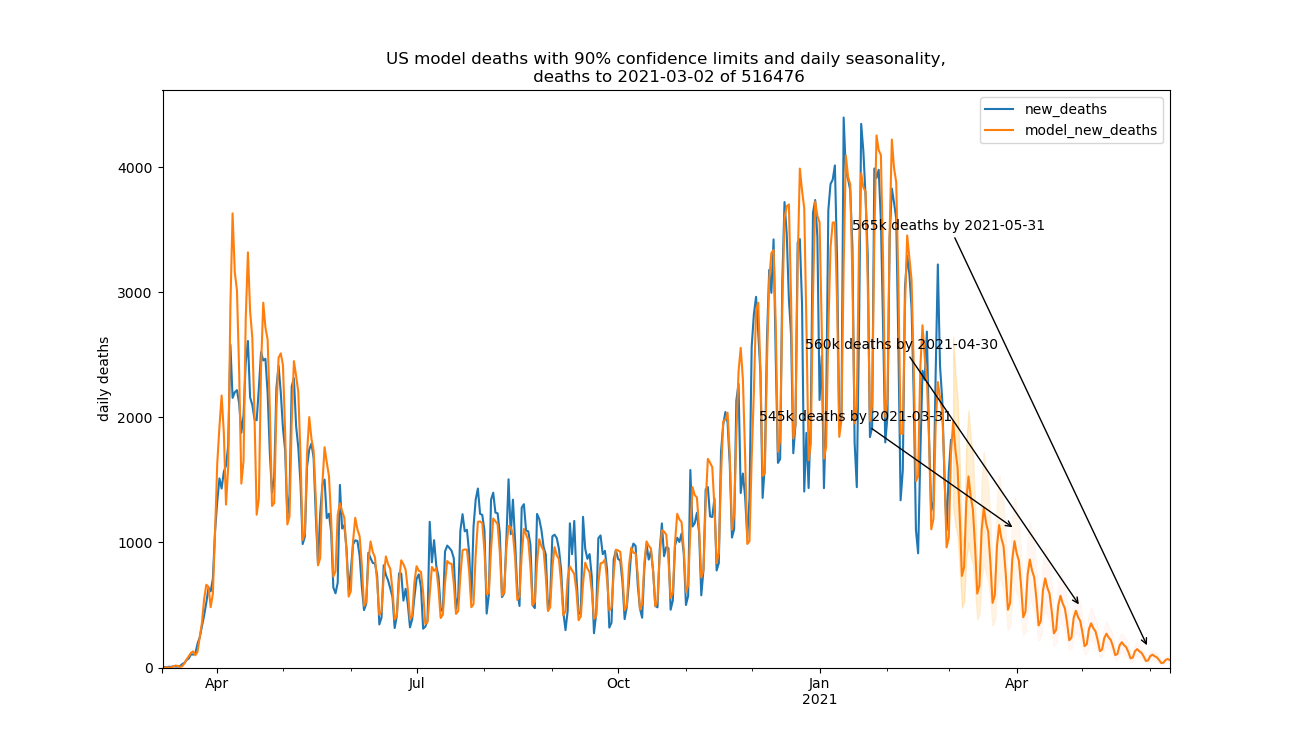 US model deaths with 90% confidence limits and daily seasonality,
deaths to 2021-03-02 of 516476
new_deaths
model_new_deaths
565k deaths by 2021-05-31
560k deaths by 2021-04-30
545k deaths by 2021-03-31
daily deaths
4000
3000
2000
1000
0
Apr
Jul
Oct
Jan
2021
Apr